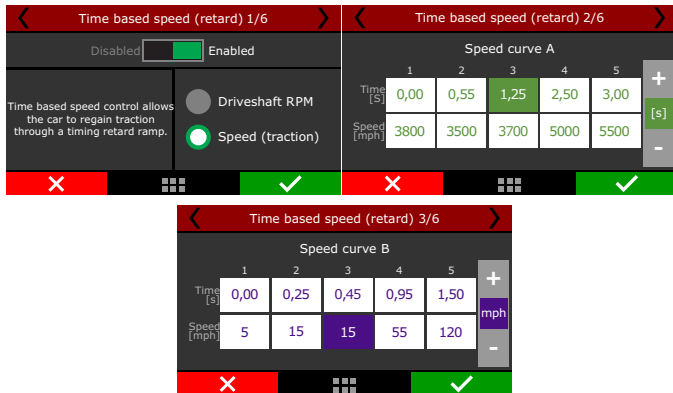 Time based speed (retard) 1/6
Disabled Enabled
Time based speed control allows
the car to regain traction
through a timing retard ramp.
Driveshaft RPM
Speed (traction)
Time based speed (retard) 2/6
Speed curve A
1 2 3 4 5
Time
[S]
0,00 0,55 1,25 2,50 3,00
Speed
[mph]
3800 3500 3700 5000 5500
+
[s]
-
Time based speed (retard) 3/6
Speed curve B
1 2 3 4 5
Time
[s]
0,00 0,25 0,45 0,95 1,50
Speed
[mph]
5 15 15 55 120
+
mph
-